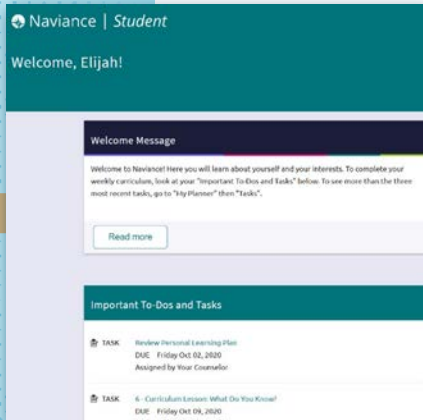 Naviance | Student
Welcome, Elijah!
Welcome Message
Welcome to Naviance! Here you will learn about yourself and your interests. To complete your
weekly curriculum, look at your "Important To-Dos and Tasks" below. To see more than the three
most recent tasks, go to "My Planner" then "Tasks".
Read more
Important To-Dos and Tasks
TASK Review Personal Learning Plan
DUE Friday Oct 02, 2020
Assigned by Your Counselor
TASK 6 - Curriculum Lesson: What Do You Know?
DUE Friday Oct 09, 2020